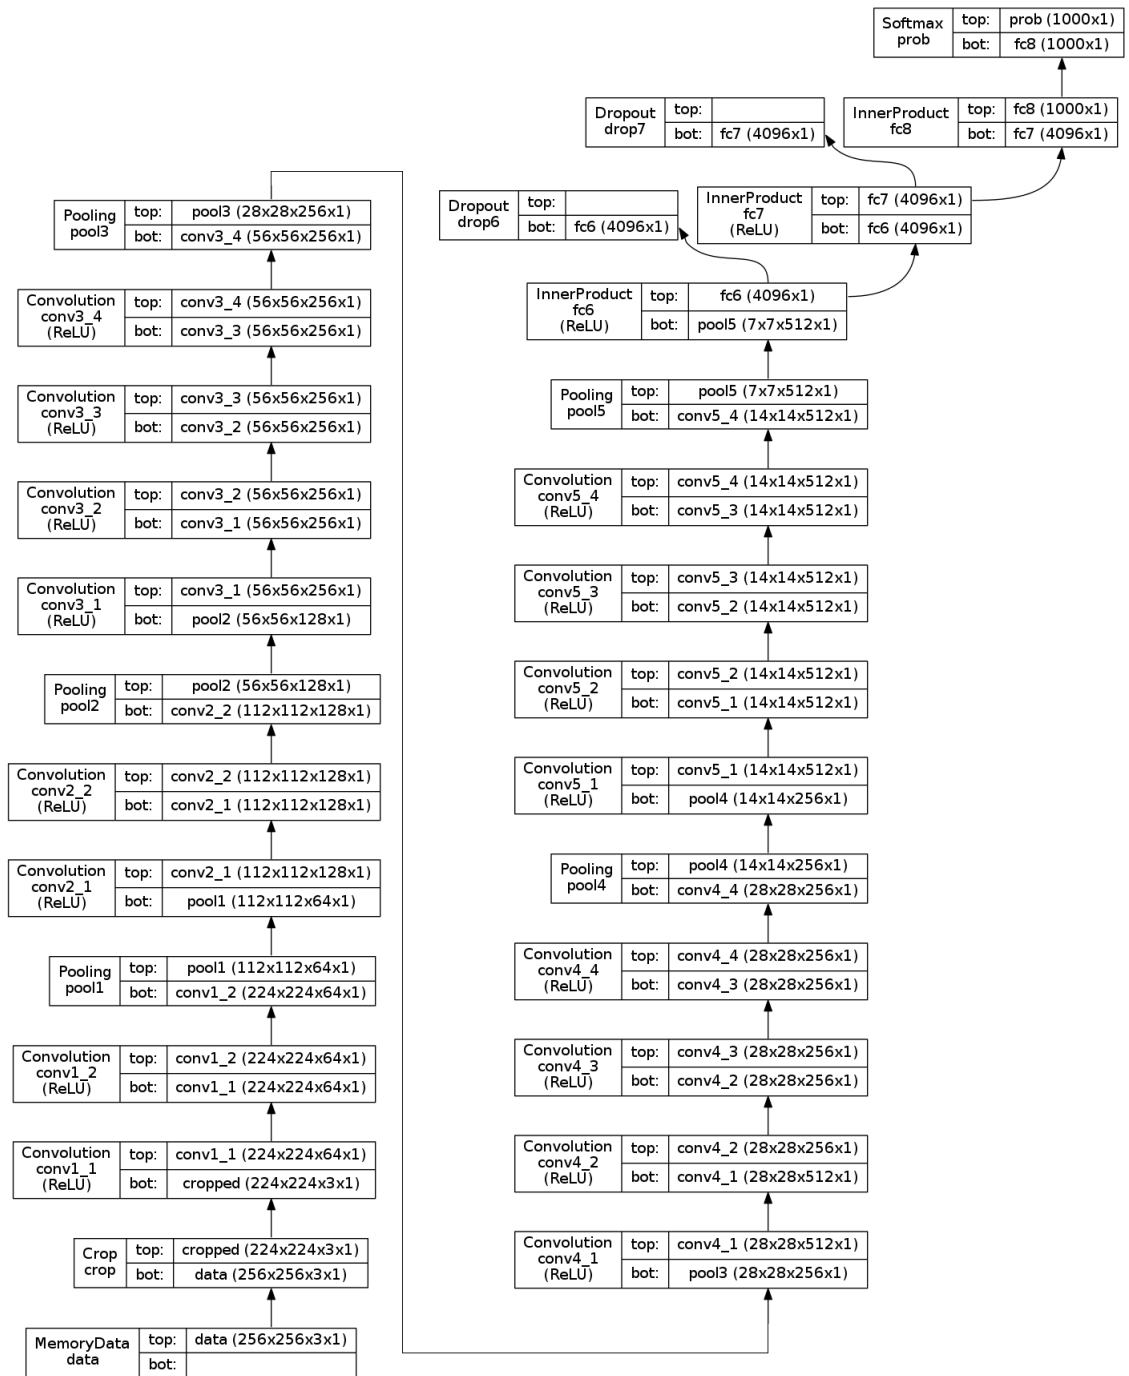 Softmax
prob
top: prob (1000x1)
bot: fc8 (1000x1)
Dropout
drop7
top:
bot: fc7 (4096x1)
InnerProduct
fc8
top: fc8 (1000x1)
bot: fc7 (4096x1)
Pooling
pool3
top: pool3 (28x28x256x1)
bot: conv3_4 (56x56x256x1)
Dropout
drop6
top:
bot: fc6 (4096x1)
InnerProduct
fc7
(ReLU)
top: fc7 (4096x1)
bot: fc6 (4096x1)
Convolution
conv3_4
(ReLU)
top: conv3_4 (56x56x256x1)
bot: conv3_3 (56x56x256x1)
InnerProduct
fc6
(ReLU)
top: fc6 (4096x1)
bot: pool5 (7x7x512x1)
Convolution
conv3_3
(ReLU)
top: conv3_3 (56x56x256x1)
bot: conv3_2 (56x56x256x1)
Pooling
pool5
top: pool5 (7x7x512x1)
bot: conv5_4 (14x14x512x1)
Convolution
conv3_2
(ReLU)
top: conv3_2 (56x56x256x1)
bot: conv3_1 (56x56x256x1)
Convolution
conv5_4
(ReLU)
top: conv5_4 (14x14x512x1)
bot: conv5_3 (14x14x512x1)
Convolution
conv3_1
(ReLU)
top: conv3_1 (56x56x256x1)
bot: pool2 (56x56x128x1)
Convolution
conv5_3
(ReLU)
top: conv5_3 (14x14x512x1)
bot: conv5_2 (14x14x512x1)
Pooling
pool2
top: pool2 (56x56x128x1)
bot: conv2_2 (112x112x128x1)
Convolution
conv5_2
(ReLU)
top: conv5_2 (14x14x512x1)
bot: conv5_1 (14x14x512x1)
Convolution
conv2_2
(ReLU)
top: conv2_2 (112x112x128x1)
bot: conv2_1 (112x112x128x1)
Convolution
conv5_1
(ReLU)
top: conv5_1 (14x14x512x1)
bot: pool4 (14x14x256x1)
Convolution
conv2_1
(ReLU)
top: conv2_1 (112x112x128x1)
bot: pool1 (112x112x64x1)
Pooling
pool4
top: pool4 (14x14x256x1)
bot: conv4_4 (28x28x256x1)
Pooling
pool1
top: pool1 (112x112x64x1)
bot: conv1_2 (224x224x64x1)
Convolution
conv4_4
(ReLU)
top: conv4_4 (28x28x256x1)
bot: conv4_3 (28x28x256x1)
Convolution
conv1_2
(ReLU)
top: conv1_2 (224x224x64x1)
bot: conv1_1 (224x224x64x1)
Convolution
conv4_3
(ReLU)
top: conv4_3 (28x28x256x1)
bot: conv4_2 (28x28x256x1)
Convolution
conv1_1
(ReLU)
top: conv1_1 (224x224x64x1)
bot: cropped (224x224x3x1)
Convolution
conv4_2
(ReLU)
top: conv4_2 (28x28x256x1)
bot: conv4_1 (28x28x512x1)
Crop
crop
top: cropped (224x224x3x1)
bot: data (256x256x3x1)
Convolution
conv4_1
(ReLU)
top: conv4_1 (28x28x512x1)
bot: pool3 (28x28x256x1)
MemoryData
data
top: data (256x256x3x1)
bot: